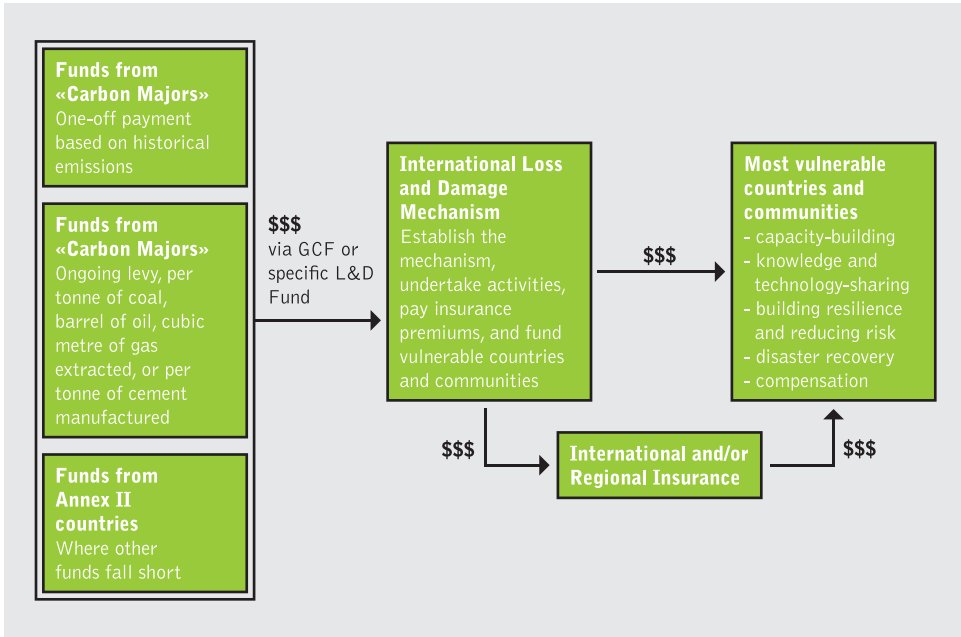 Funds from
«Carbon Majors»
One-off payment
based on historical
emissions
Funds from
«Carbon Majors»
Ongoing levy, per
tonne of coal,
barrel of oil, cubic
metre of gas
extracted, or per
tonne of cement
manufactured
Funds from
Annex II
countries
Where other
funds fall short
$$$
via GCF or
specific L&D
Fund
International Loss
and Damage
Mechanism
Establish the
mechanism,
undertake activities,
pay insurance
premiums, and fund
vulnerable countries
and communities
$$$
Most vulnerable
countries and
communities
- capacity-building
- knowledge and
technology-sharing
- building resilience
and reducing risk
- disaster recovery
- compensation
$$$
International and/or
Regional Insurance
$$$